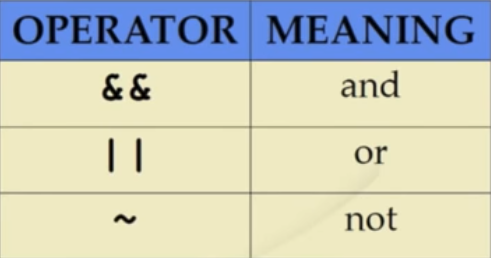 OPERATOR MEANING
&& and
|| or
~ not